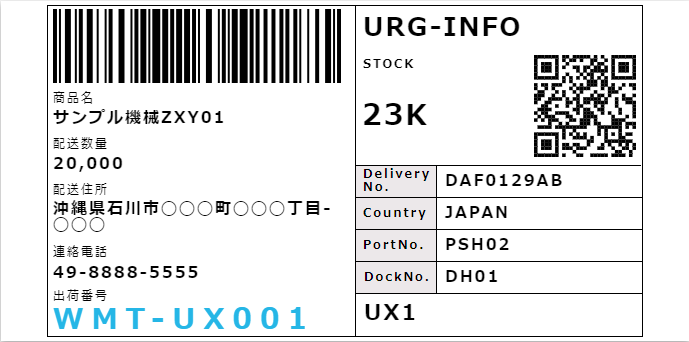 商品名
サンプル機械ZXY01
配送数量
20,000
配送住所
沖縄県石川市○○○町○○○丁目-
○○○
連絡電話
49-8888-5555
出荷番号
WMT-UX001
URG-INFO
STOCK
23K
Delivery
No.
DAF0129AB
Country JAPAN
PortNo. PSH02
DockNo. DH01
UX1